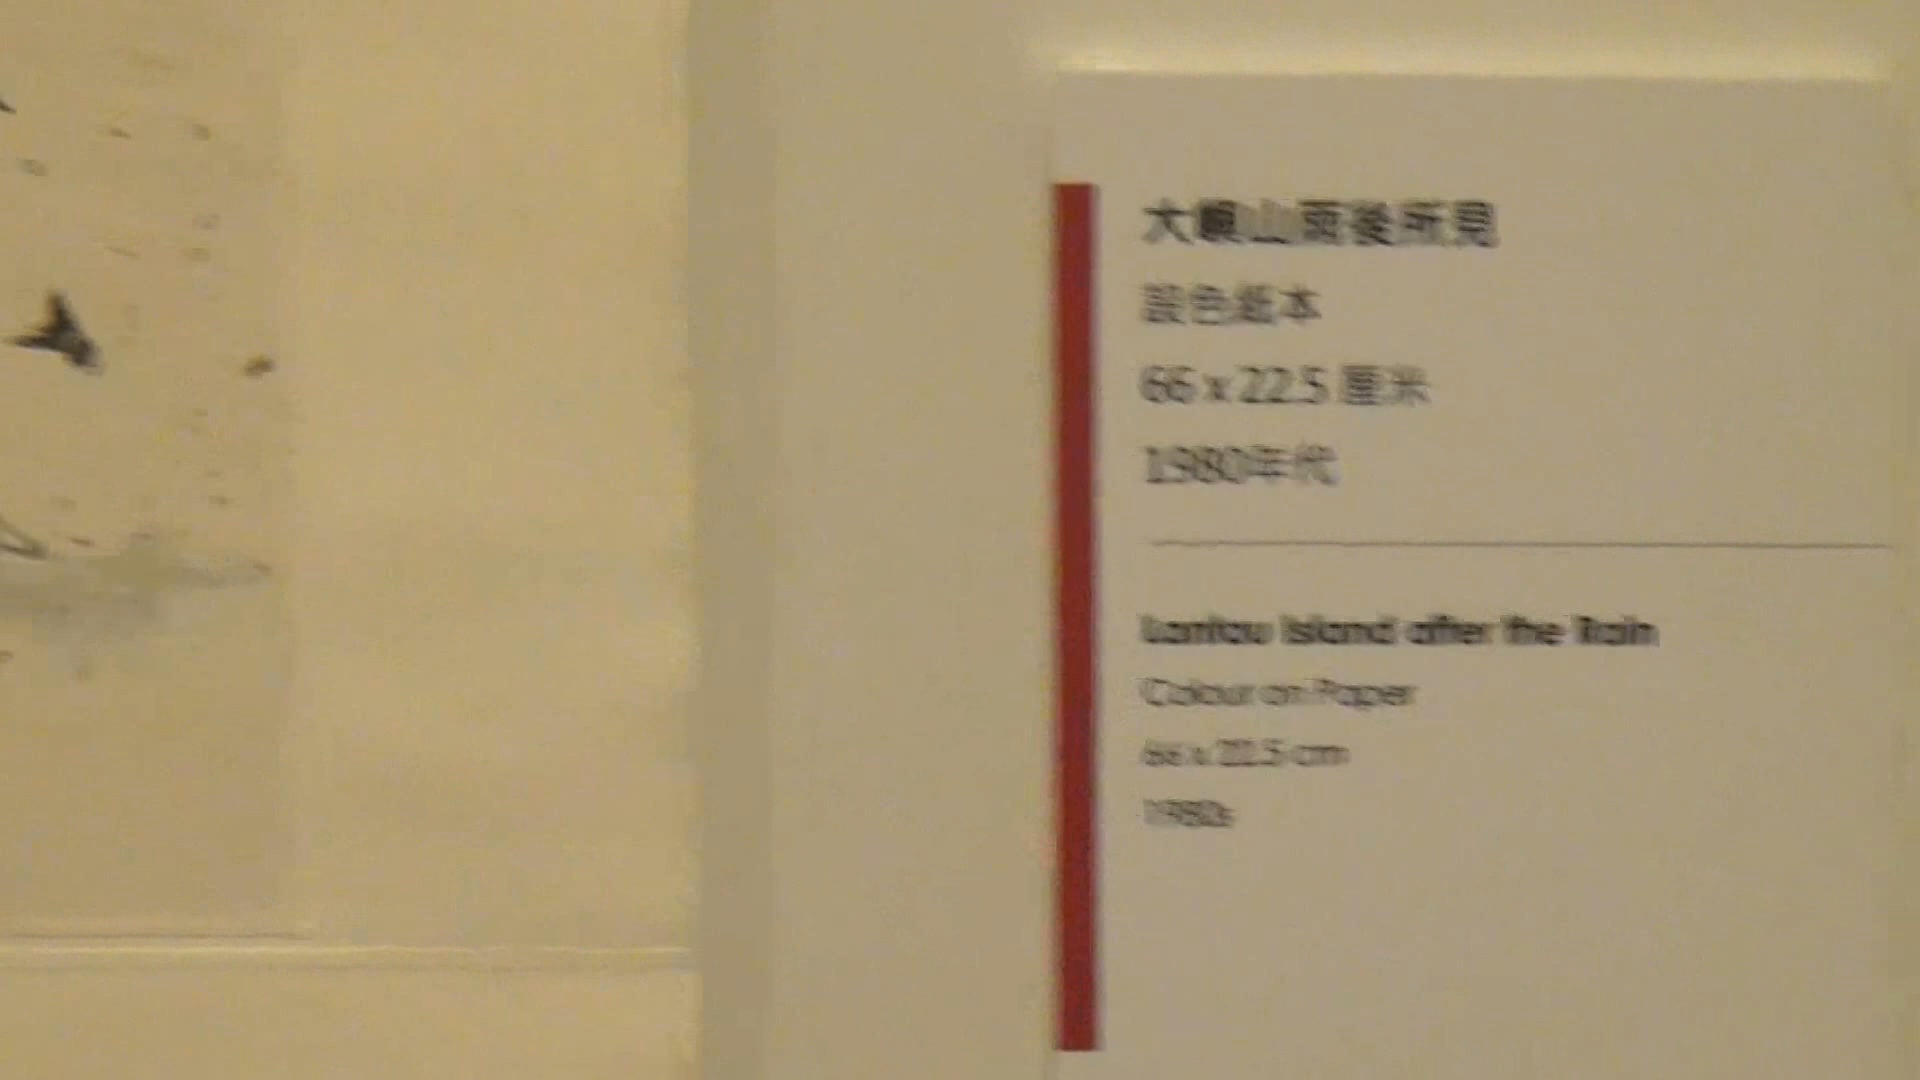 大嶼山雨後所見
設色紙本
66 x 22.5 厘米
1980年代
Lantau Island after the Rain
Colour on Paper
66 x 22.5 cm
1980s